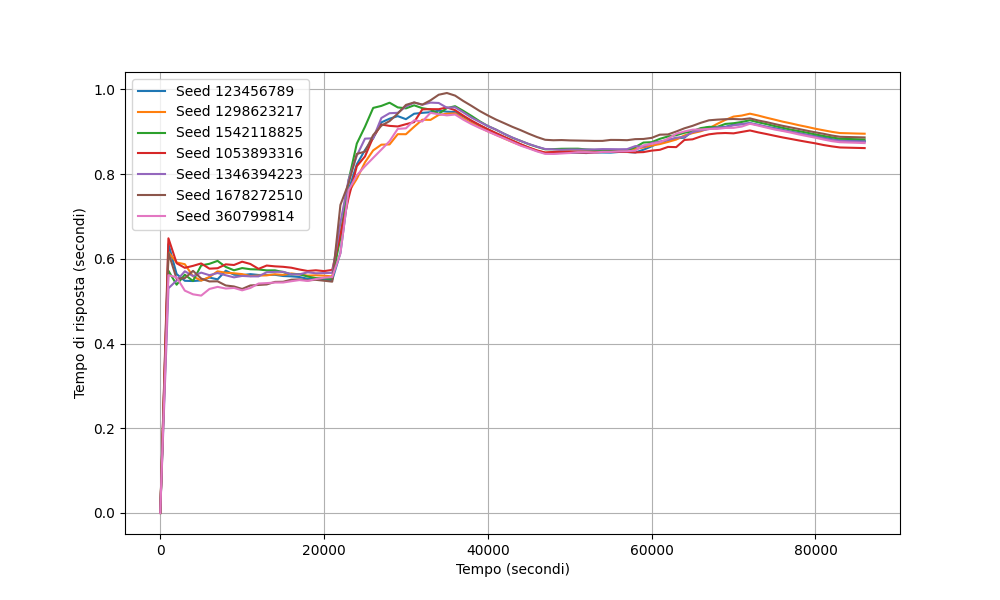 1.0
0.8
0.6
0.4
0.2
0.0
Tempo di risposta (secondi)
Seed 123456789
Seed 1298623217
Seed 1542118825
Seed 1053893316
Seed 1346394223
Seed 1678272510
Seed 360799814
0 20000 40000 60000 80000
Tempo (secondi)